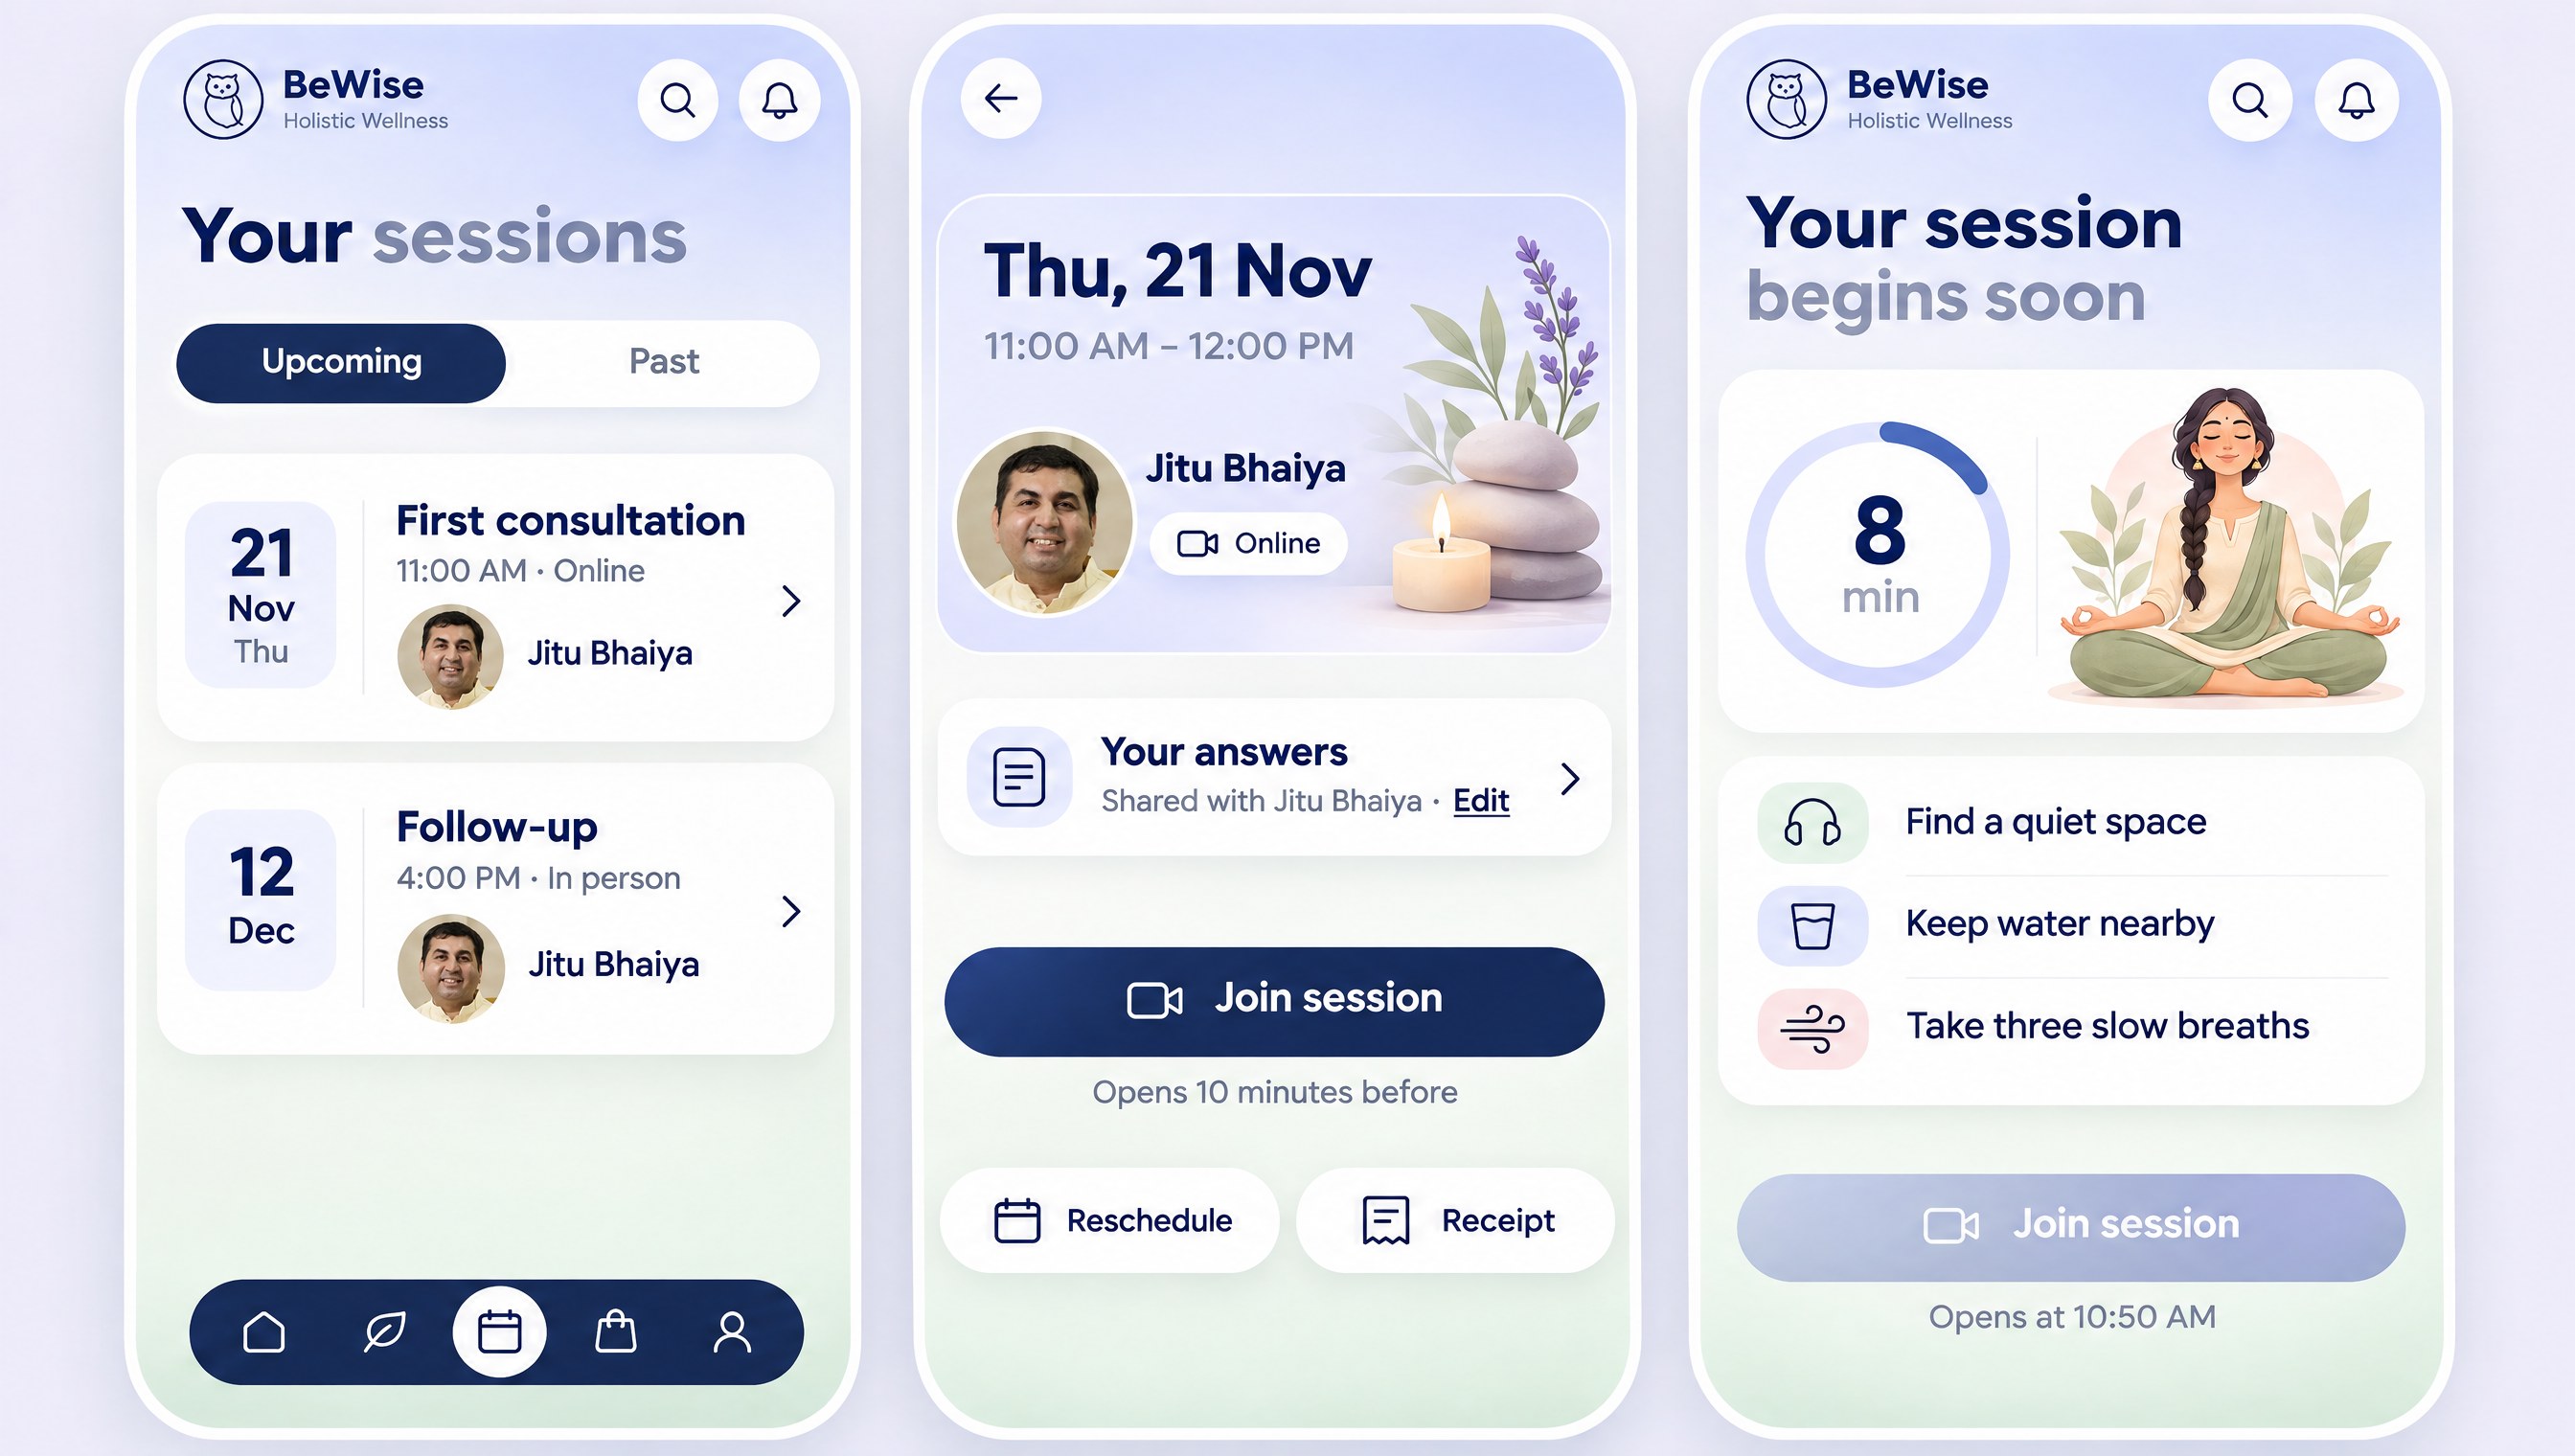 BeWise
Holistic Wellness
Your sessions
Upcoming
Past
21
Nov
Thu
First consultation
11:00 AM · Online
Jitu Bhaiya
12
Dec
Follow-up
4:00 PM · In person
Jitu Bhaiya
Thu, 21 Nov
11:00 AM – 12:00 PM
Jitu Bhaiya
Online
Your answers
Shared with Jitu Bhaiya · Edit
Join session
Opens 10 minutes before
Reschedule
Receipt
BeWise
Holistic Wellness
Your session
begins soon
8
min
Find a quiet space
Keep water nearby
Take three slow breaths
Join session
Opens at 10:50 AM